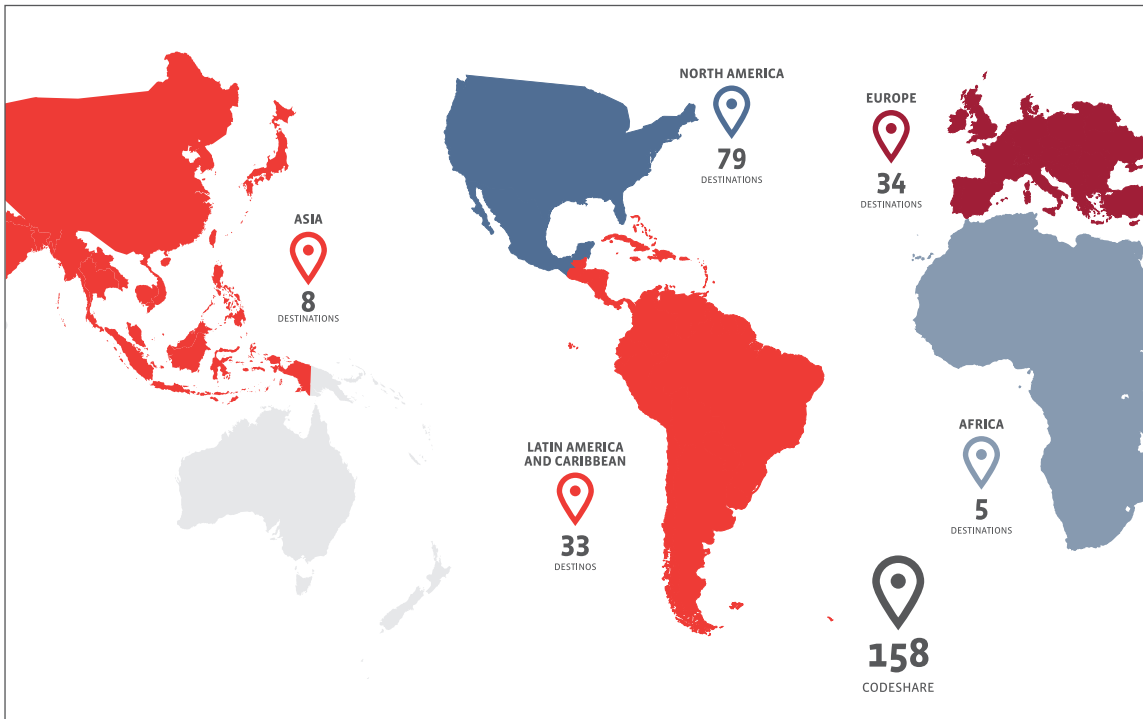 NORTH AMERICA
79
DESTINATIONS
EUROPE
34
DESTINATIONS
ASIA
8
DESTINATIONS
LATIN AMERICA
AND CARIBBEAN
33
DESTINOS
AFRICA
5
DESTINATIONS
158
CODESHARE